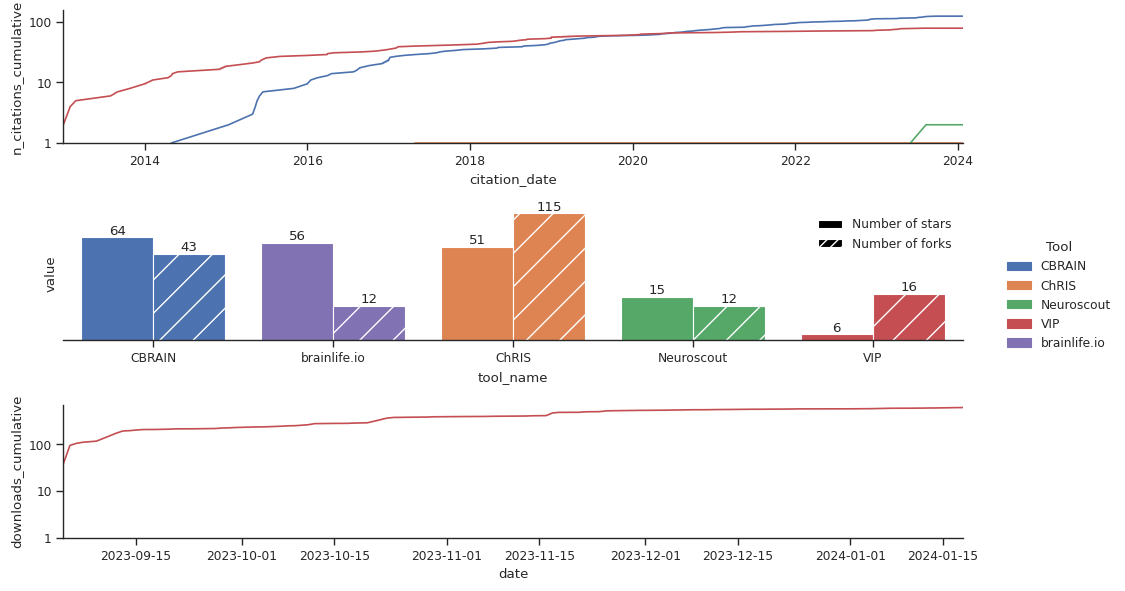 n_citations_cumulative
100
10
1
2014 2016 2018 2020 2022 2024
citation_date
value
64 43 56 12 51 115 15 12 6 16
Number of stars
Number of forks
CBRAIN brainlife.io ChRIS Neuroscout VIP
tool_name
Tool
CBRAIN
ChRIS
Neuroscout
VIP
brainlife.io
downloads_cumulative
100
10
1
2023-09-15 2023-10-01 2023-10-15 2023-11-01 2023-11-15 2023-12-01 2023-12-15 2024-01-01 2024-01-15
date